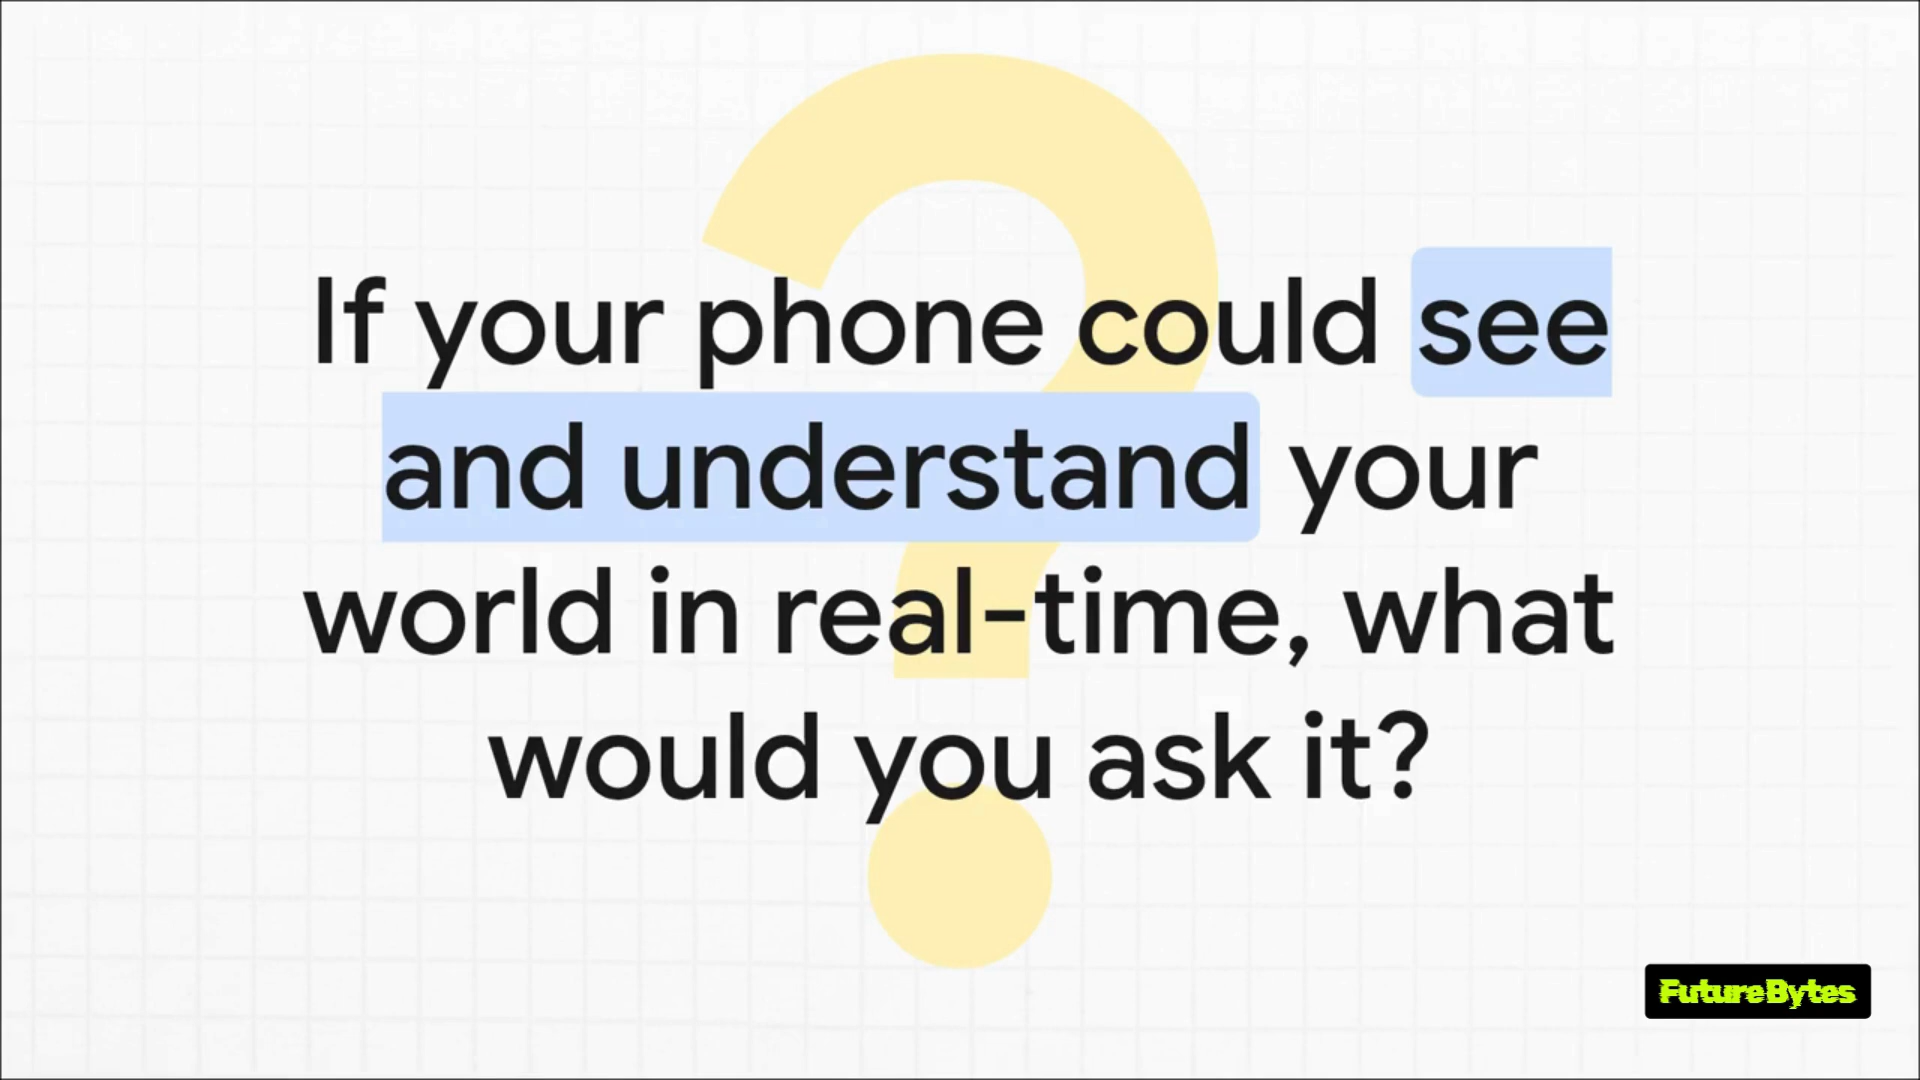 If your phone could see
and understand your
world in real-time, what
would you ask it?
FutureBytes